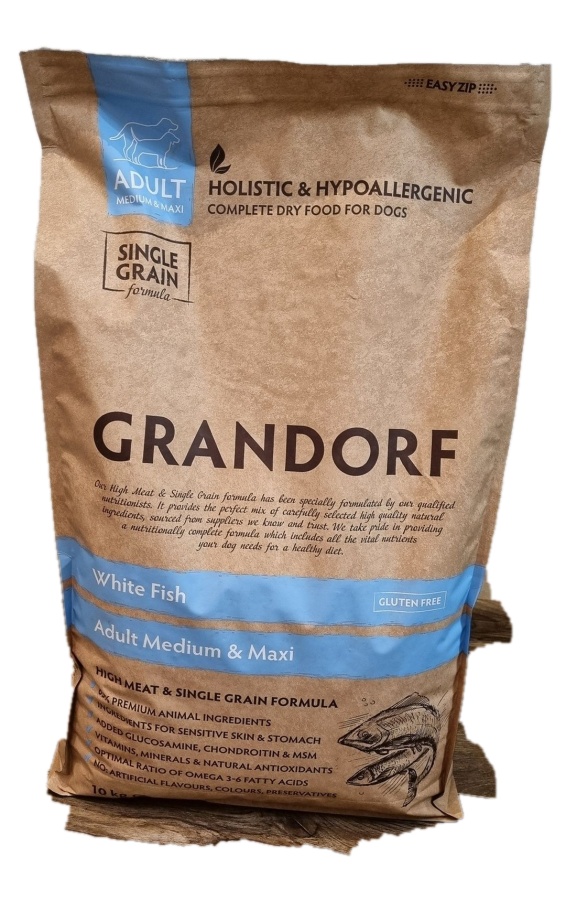 EASY ZIP
ADULT
MEDIUM & MAXI
HOLISTIC & HYPOALLERGENIC
COMPLETE DRY FOOD FOR DOGS
SINGLE
GRAIN
formula
GRANDORF
Our High Meat & Single Grain formula has been specially formulated by our qualified
nutritionists. It provides the perfect mix of carefully selected high quality natural
ingredients, sourced from suppliers we know and trust. We take pride in providing
a nutritionally complete formula which includes all the vital nutrients
your dog needs for a healthy diet.
White Fish
GLUTEN FREE
Adult Medium & Maxi
HIGH MEAT & SINGLE GRAIN FORMULA
PREMIUM ANIMAL INGREDIENTS
INGREDIENTS FOR SENSITIVE SKIN & STOMACH
ADDED GLUCOSAMINE, CHONDROITIN & MSM
VITAMINS, MINERALS & NATURAL ANTIOXIDANTS
OPTIMAL RATIO OF OMEGA 3-6 FATTY ACIDS
NO ARTIFICIAL FLAVOURS, COLOURS, PRESERVATIVES
10 kg